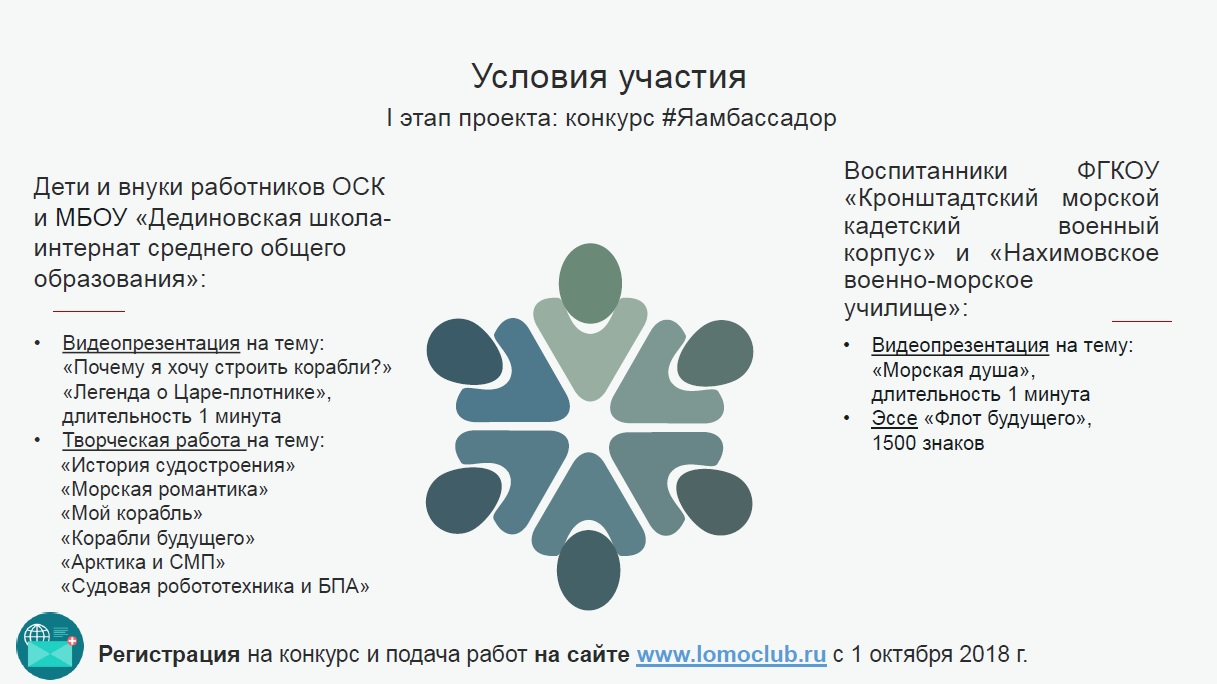 Условия участия
I этап проекта: конкурс #Яамбассадор
Дети и внуки работников ОСК
и МБОУ «Дединовская школа-
интернат среднего общего
образования»:
• Видеопрезентация на тему:
«Почему я хочу строить корабли?»
«Легенда о Царе-плотнике»,
длительность 1 минута
• Творческая работа на тему:
«История судостроения»
«Морская романтика»
«Мой корабль»
«Корабли будущего»
«Арктика и СМП»
«Судовая робототехника и БПА»
Воспитанники ФГКОУ
«Кронштадтский морской
кадетский военный
корпус» и «Нахимовское
военно-морское
училище»:
• Видеопрезентация на тему:
«Морская душа»,
длительность 1 минута
• Эссе «Флот будущего»,
1500 знаков
Регистрация на конкурс и подача работ на сайте www.lomoclub.ru с 1 октября 2018 г.